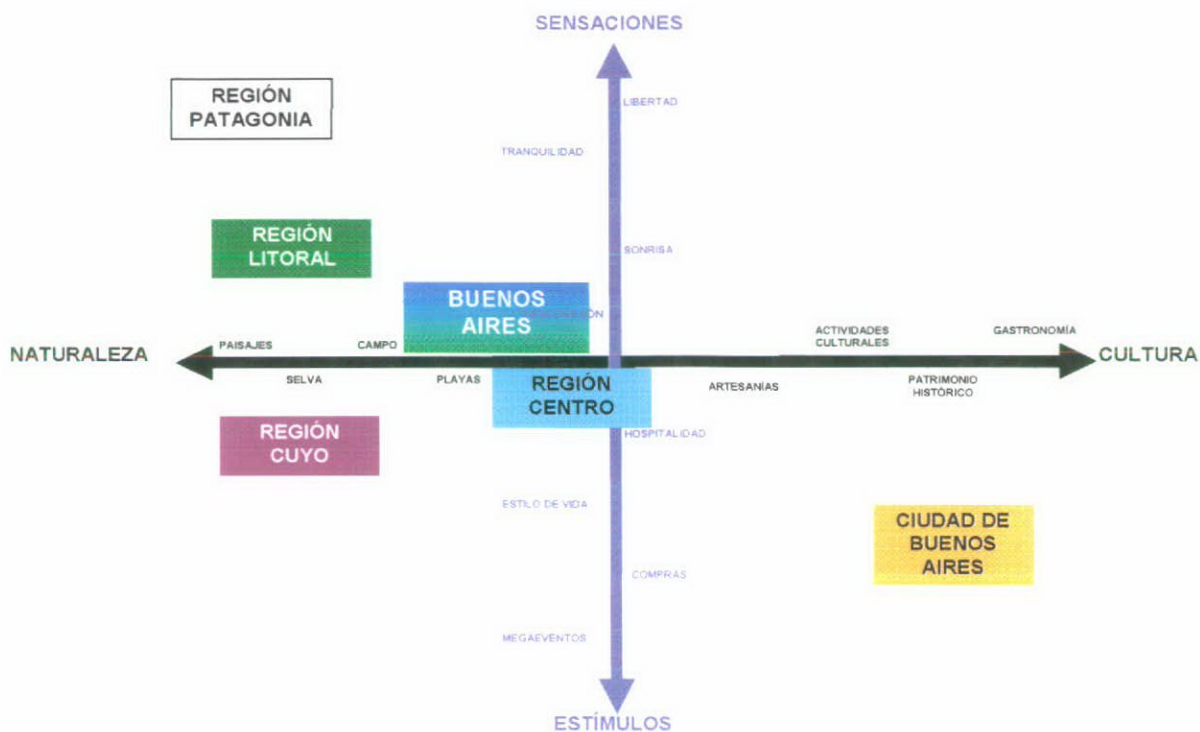 SENSACIONES
REGIÓN
PATAGONIA
LIBERTAD
TRANQUILIDAD
REGIÓN
LITORAL
SONRISA
BUENOS
AIRES
ACTIVIDADES
CULTURALES
GASTRONOMÍA
PAISAJES
CAMPO
NATURALEZA
CULTURA
SELVA
PLAYAS
REGIÓN
CENTRO
ARTESANÍAS
PATRIMONIO
HISTÓRICO
REGIÓN
CUYO
HOSPITALIDAD
ESTILO DE VIDA
CIUDAD DE
BUENOS
AIRES
COMPRAS
MEGAEVENTOS
ESTÍMULOS